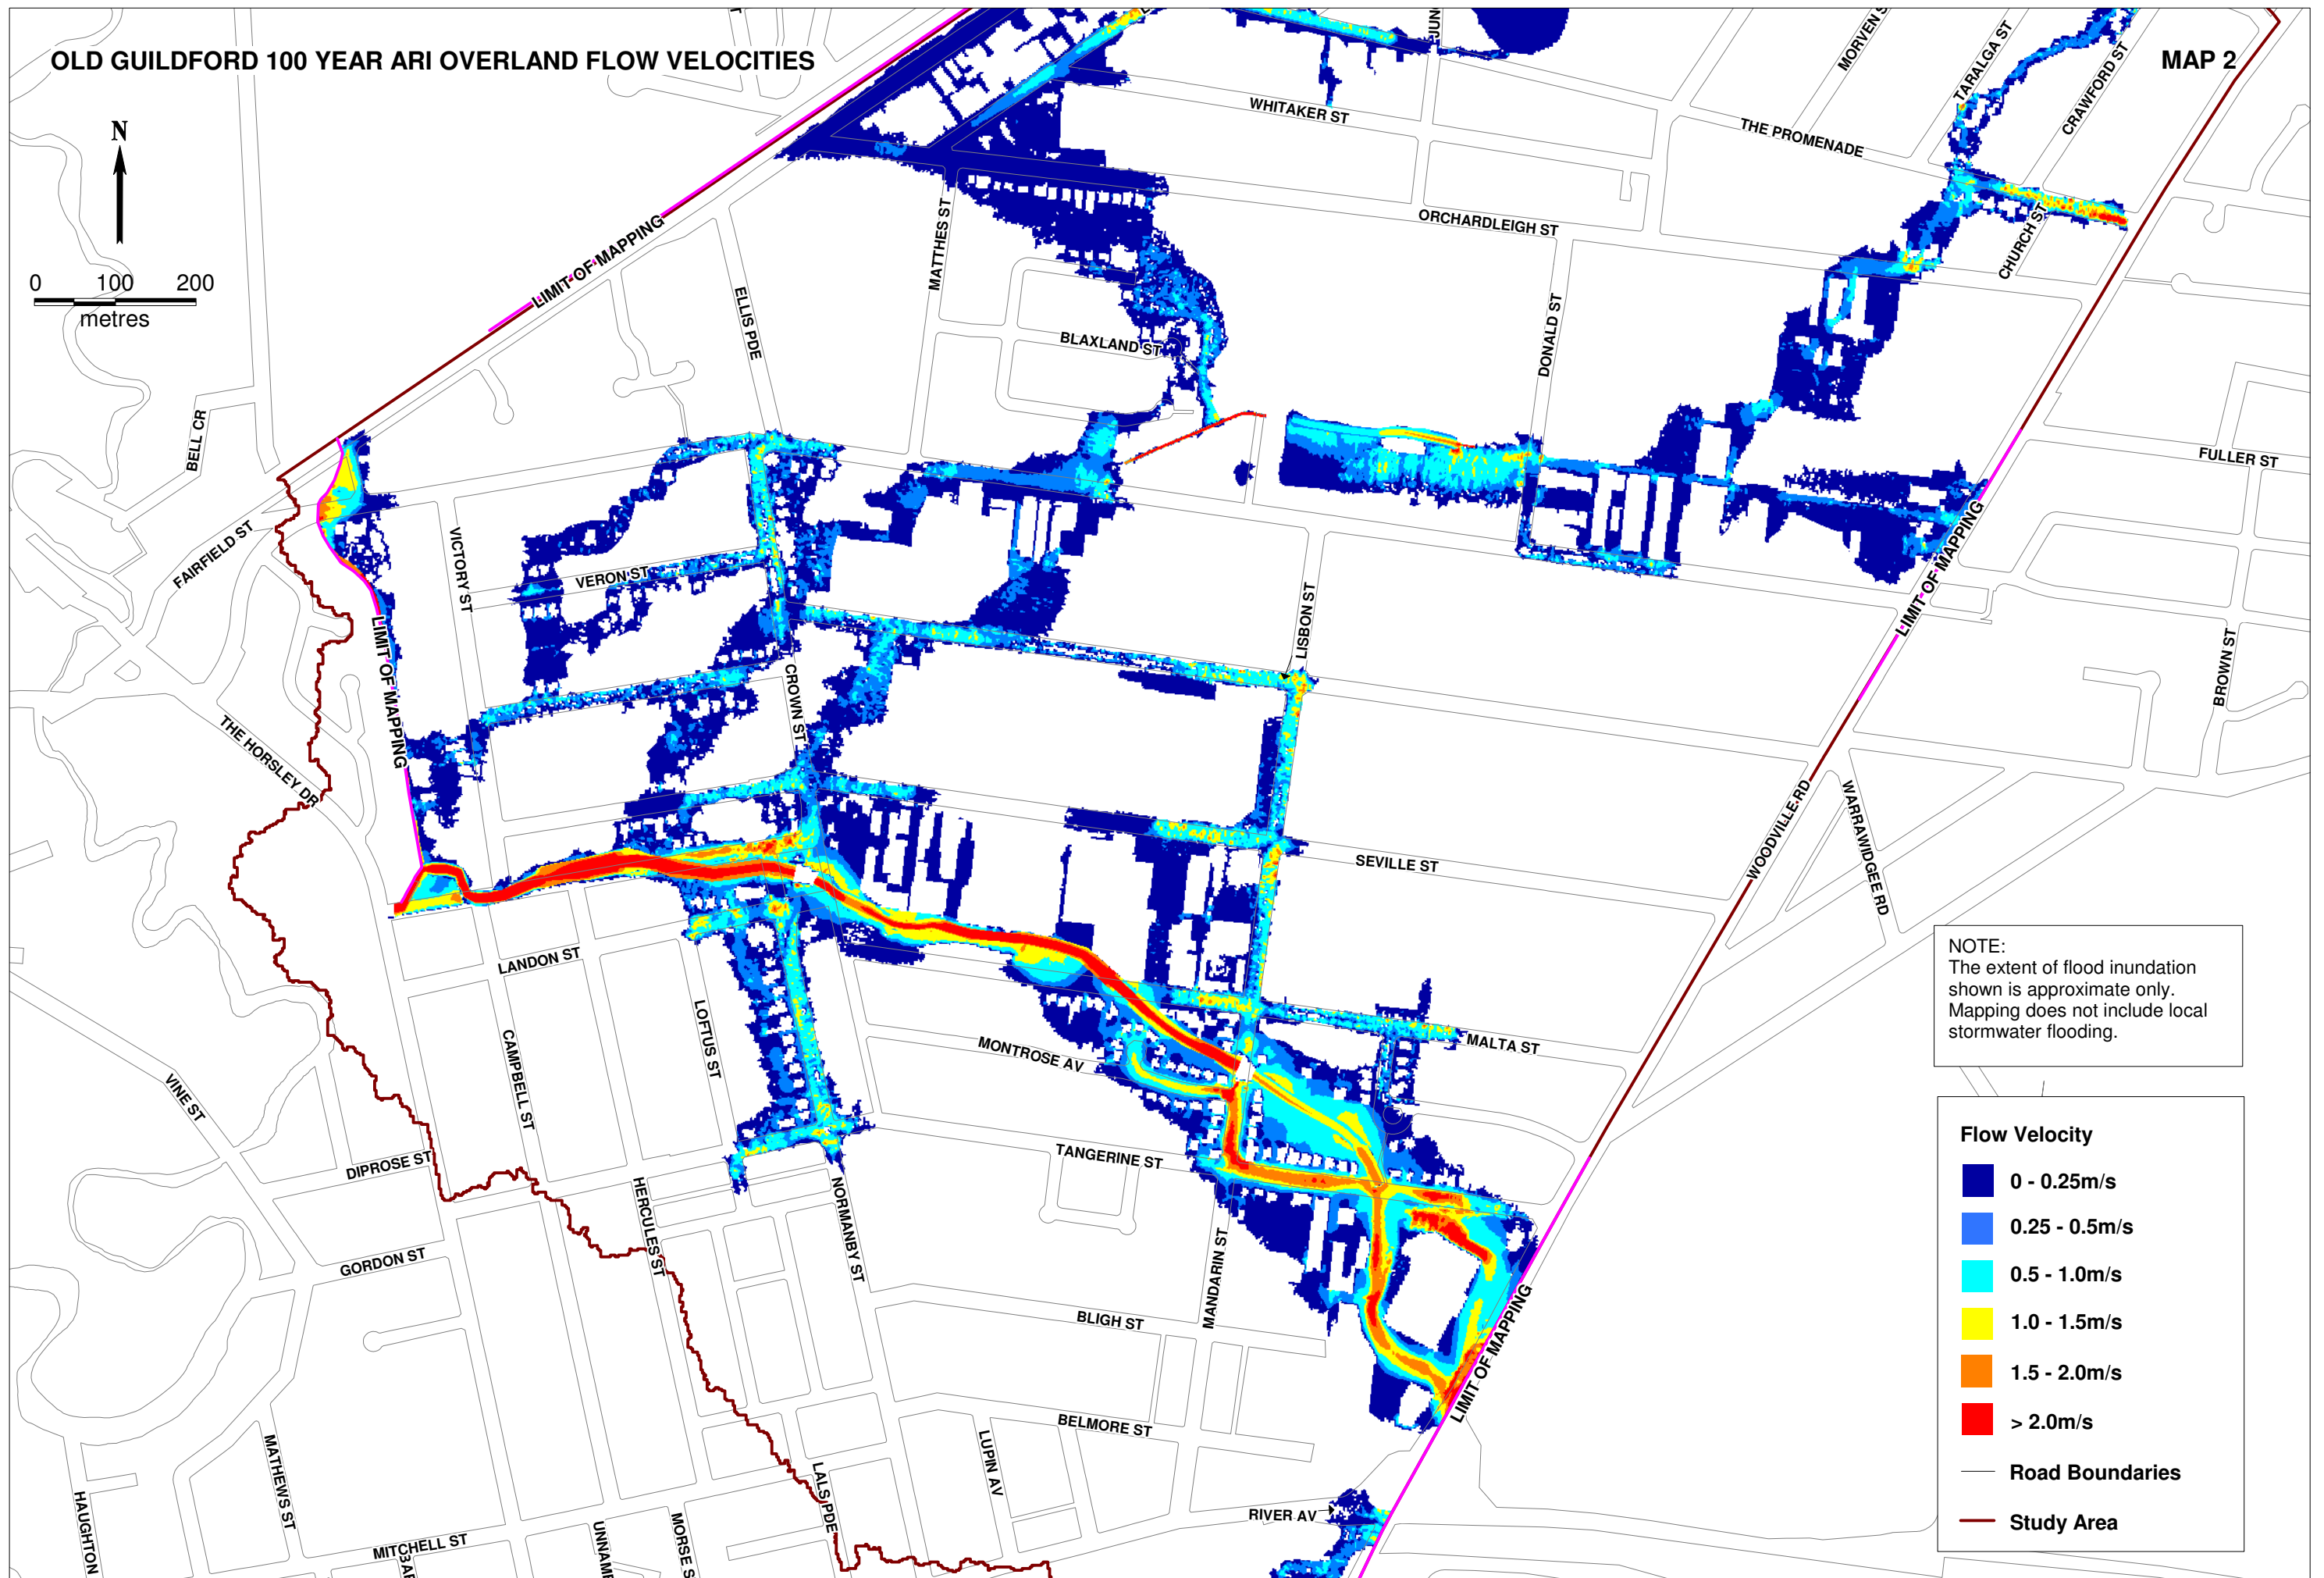 OLD GUILDFORD 100 YEAR ARI OVERLAND FLOW VELOCITIES
MAP 2
N
0 100 200
metres
MORVEN S
TARALGA ST
CRAWFORD ST
WHITAKER ST
THE PROMENADE
ORCHARDLEIGH ST
CHURCH ST
LIMIT OF MAPPING
MATTHES ST
ELLIS PDE
BLAXLAND ST
DONALD ST
BELL CR
FULLER ST
FAIRFIELD ST
VICTORY ST
VERON ST
LIMIT OF MAPPING
LISBON ST
LIMIT OF MAPPING
BROWN ST
CROWN ST
THE HORSLEY DR
WOODVILLE RD
WARRAWIDGEE RD
SEVILLE ST
LANDON ST
LOFTUS ST
CAMPBELL ST
MONTROSE AV
MALTA ST
NOTE:
The extent of flood inundation
shown is approximate only.
Mapping does not include local
stormwater flooding.
VINE ST
DIPROSE ST
TANGERINE ST
HERCULES ST
NORMANBY ST
GORDON ST
MANDARIN ST
BLIGH ST
LIMIT OF MAPPING
BELMORE ST
LUPIN AV
LALS PDE
MATHEWS ST
HAUGHTON
MITCHELL ST
UNNAM
MORSE S
RIVER AV
Flow Velocity
0 - 0.25m/s
0.25 - 0.5m/s
0.5 - 1.0m/s
1.0 - 1.5m/s
1.5 - 2.0m/s
> 2.0m/s
Road Boundaries
Study Area